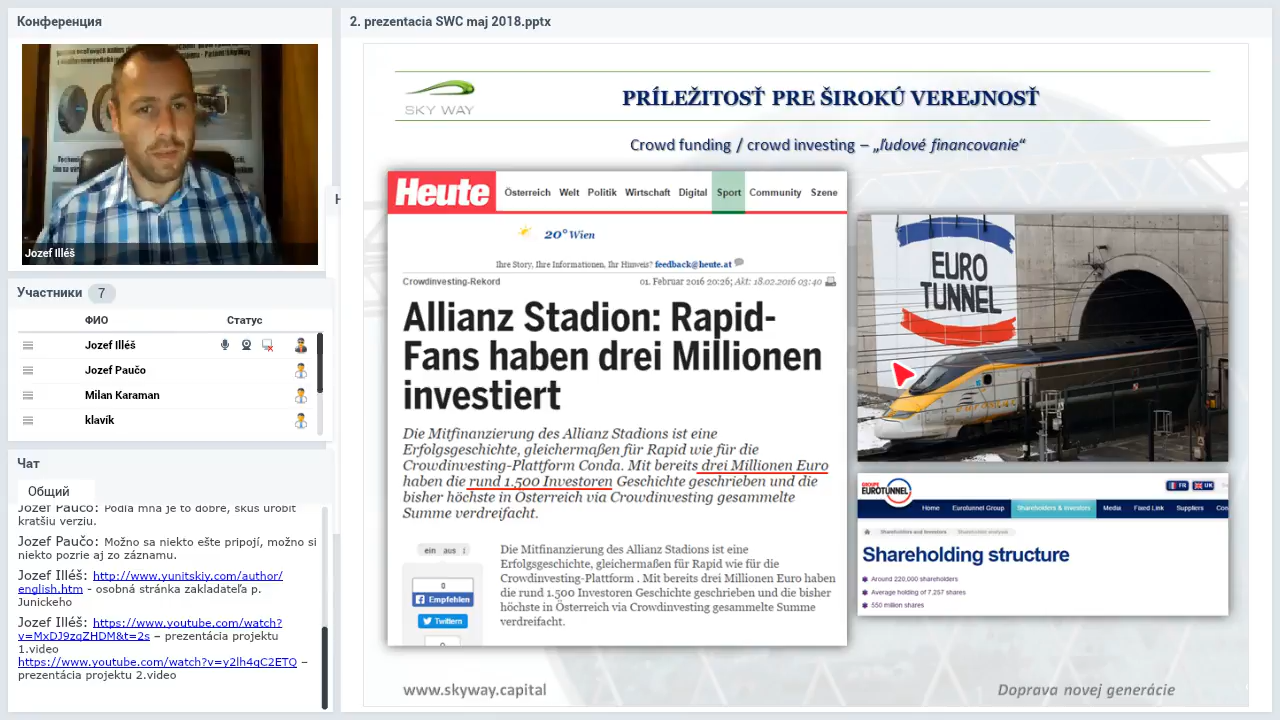 Конференция
Jozef Illéš
Участники 7
ФИО Статус
Jozef Illéš
Jozef Paučo
Milan Karaman
klavík
Чат
Общий
Jozef Paučo: Podľa mňa je to dobré, skús urobiť
kratšiu verziu.
Jozef Paučo: Možno sa niekto ešte pripojí, možno si
niekto pozrie aj zo záznamu.
Jozef Illéš: http://www.yunitskiy.com/author/
english.htm - osobná stránka zakladateľa p.
Junického
Jozef Illéš: https://www.youtube.com/watch?
v=MxDJ9zqZHDM&t=2s – prezentácia projektu
1.video
https://www.youtube.com/watch?v=y2lh4qC2ETQ –
prezentácia projektu 2.video
2. prezentacia SWC maj 2018.pptx
SKY WAY
PRÍLEŽITOSŤ PRE ŠIROKÚ VEREJNOSŤ
Crowd funding / crowd investing – „ľudové financovanie“
Heute
Österreich Welt Politik Wirtschaft Digital Sport Community Szene
20° Wien
Ihre Story, Ihre Informationen, Ihr Hinweis? feedback@heute.at
Crowdinvesting-Rekord 01. Februar 2016 20:26; Akt: 18.02.2016 03:40
Allianz Stadion: Rapid-
Fans haben drei Millionen
investiert
Die Mitfinanzierung des Allianz Stadions ist eine
Erfolgsgeschichte, gleichermaßen für Rapid wie für die
Crowdinvesting-Plattform Conda. Mit bereits drei Millionen Euro
haben die rund 1.500 Investoren Geschichte geschrieben und die
bisher höchste in Österreich via Crowdinvesting gesammelte
Summe verdreifacht.
ein aus
0
Empfehlen
Twittern
0
Die Mitfinanzierung des Allianz Stadions ist eine
Erfolgsgeschichte, gleichermaßen für Rapid wie für die
Crowdinvesting-Plattform . Mit bereits drei Millionen Euro haben
die rund 1.500 Investoren Geschichte geschrieben und die bisher
höchste in Österreich via Crowdinvesting gesammelte Summe
verdreifacht.
EURO
TUNNEL
GROUPE
EUROTUNNEL
FR UK
Home Eurotunnel Group Shareholders & Investors Media Fixed Link Suppliers
Shareholders and Investors Shareholder analysis
Shareholding structure
Around 220,000 shareholders
Average holding of 7,257 shares
550 million shares
www.skyway.capital
Doprava novej generácie